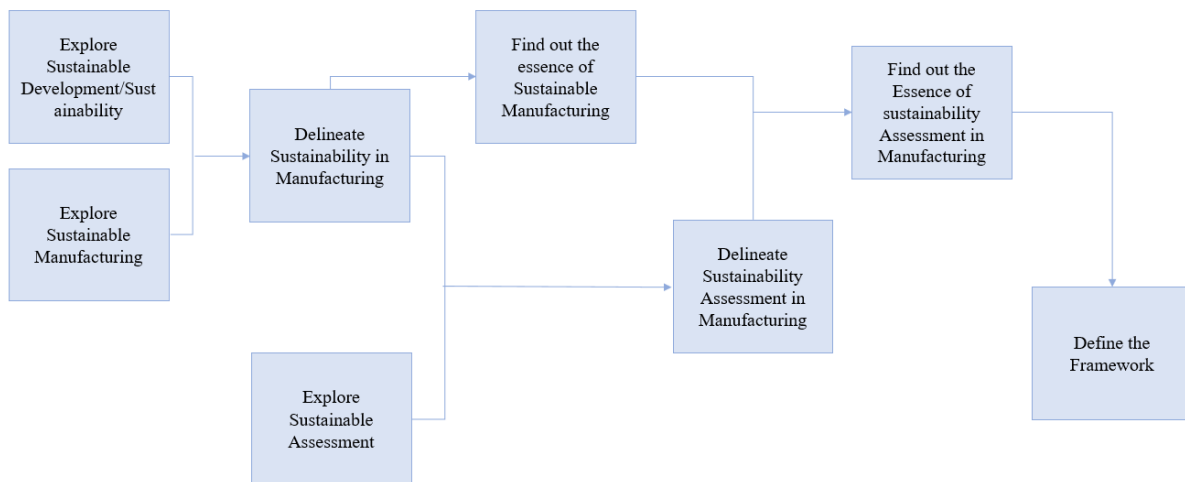 Explore
Sustainable
Development/Sust
ainability
Explore
Sustainable
Manufacturing
Delineate
Sustainability in
Manufacturing
Explore
Sustainable
Assessment
Find out the
essence of
Sustainable
Manufacturing
Delineate
Sustainability
Assessment in
Manufacturing
Find out the
Essence of
sustainability
Assessment in
Manufacturing
Define the
Framework